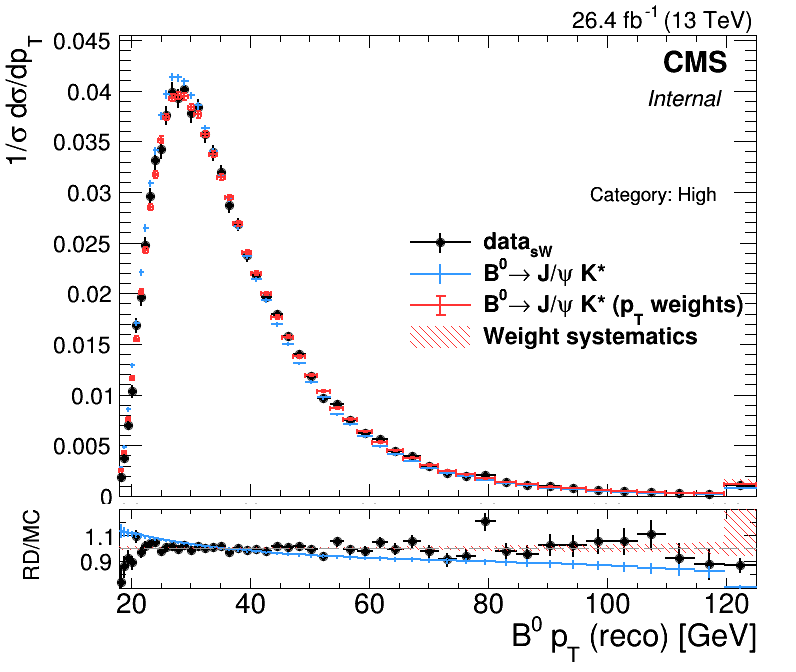 26.4 fb⁻¹ (13 TeV)
CMS
Internal
Category: High
1/σ dσ/dp_T
0.045
0.04
0.035
0.03
0.025
0.02
0.015
0.01
0.005
0
data_sW
B⁰→ J/ψ K*
B⁰→ J/ψ K* (p_T weights)
Weight systematics
RD/MC
1.1
0.9
20 40 60 80 100 120
B⁰ p_T (reco) [GeV]